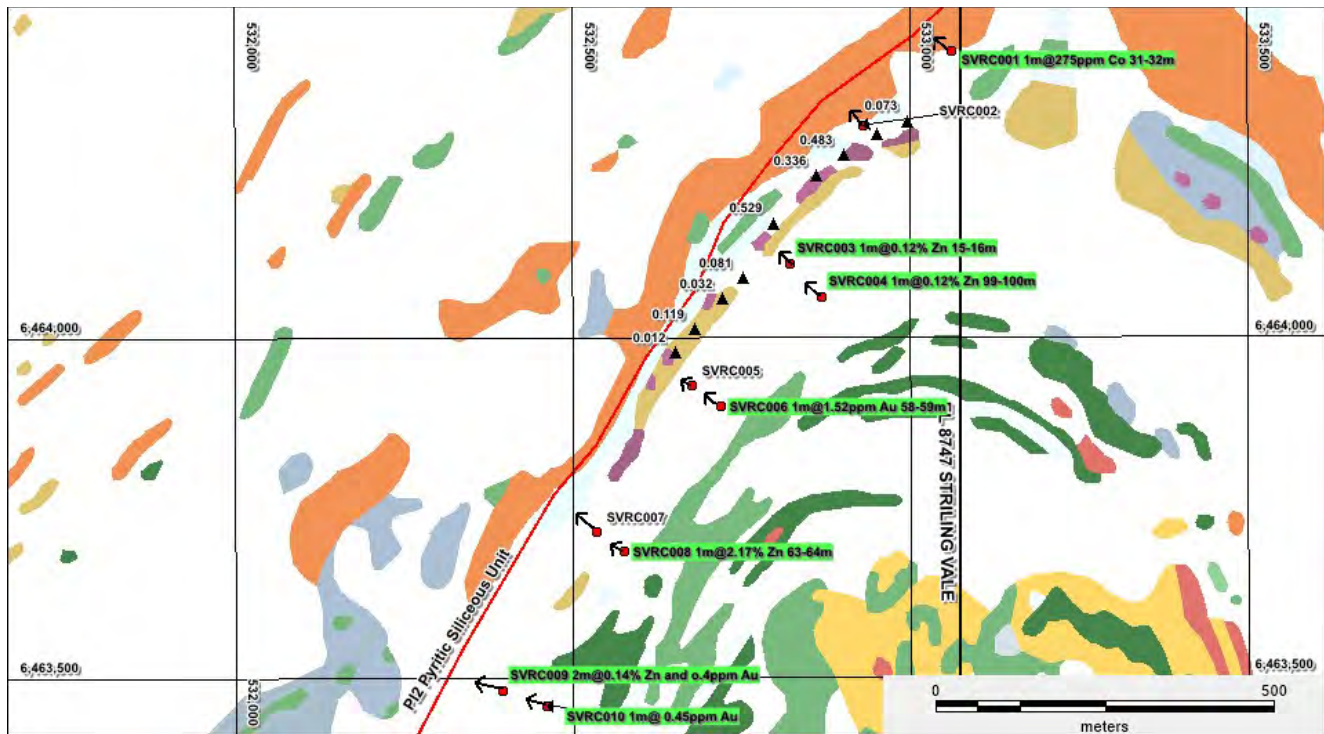 532,000
532,500
533,000
533,500
SVRC001 1m@275ppm Co 31-32m
0.073
SVRC002
0.483
0.336
0.529
SVRC003 1m@0.12% Zn 15-16m
0.081
SVRC004 1m@0.12% Zn 99-100m
0.032
6,464,000
0.119
6,464,000
0.012
SVRC005
SVRC006 1m@1.52ppm Au 58-59m
8747 STRILING VALE
SVRC007
SVRC008 1m@2.17% Zn 63-64m
Pyritic Siliceous Unit
6,463,500
6,463,500
SVRC009 2m@0.14% Zn and o.4ppm Au
532,000
SVRC010 1m@ 0.45ppm Au
0
500
meters